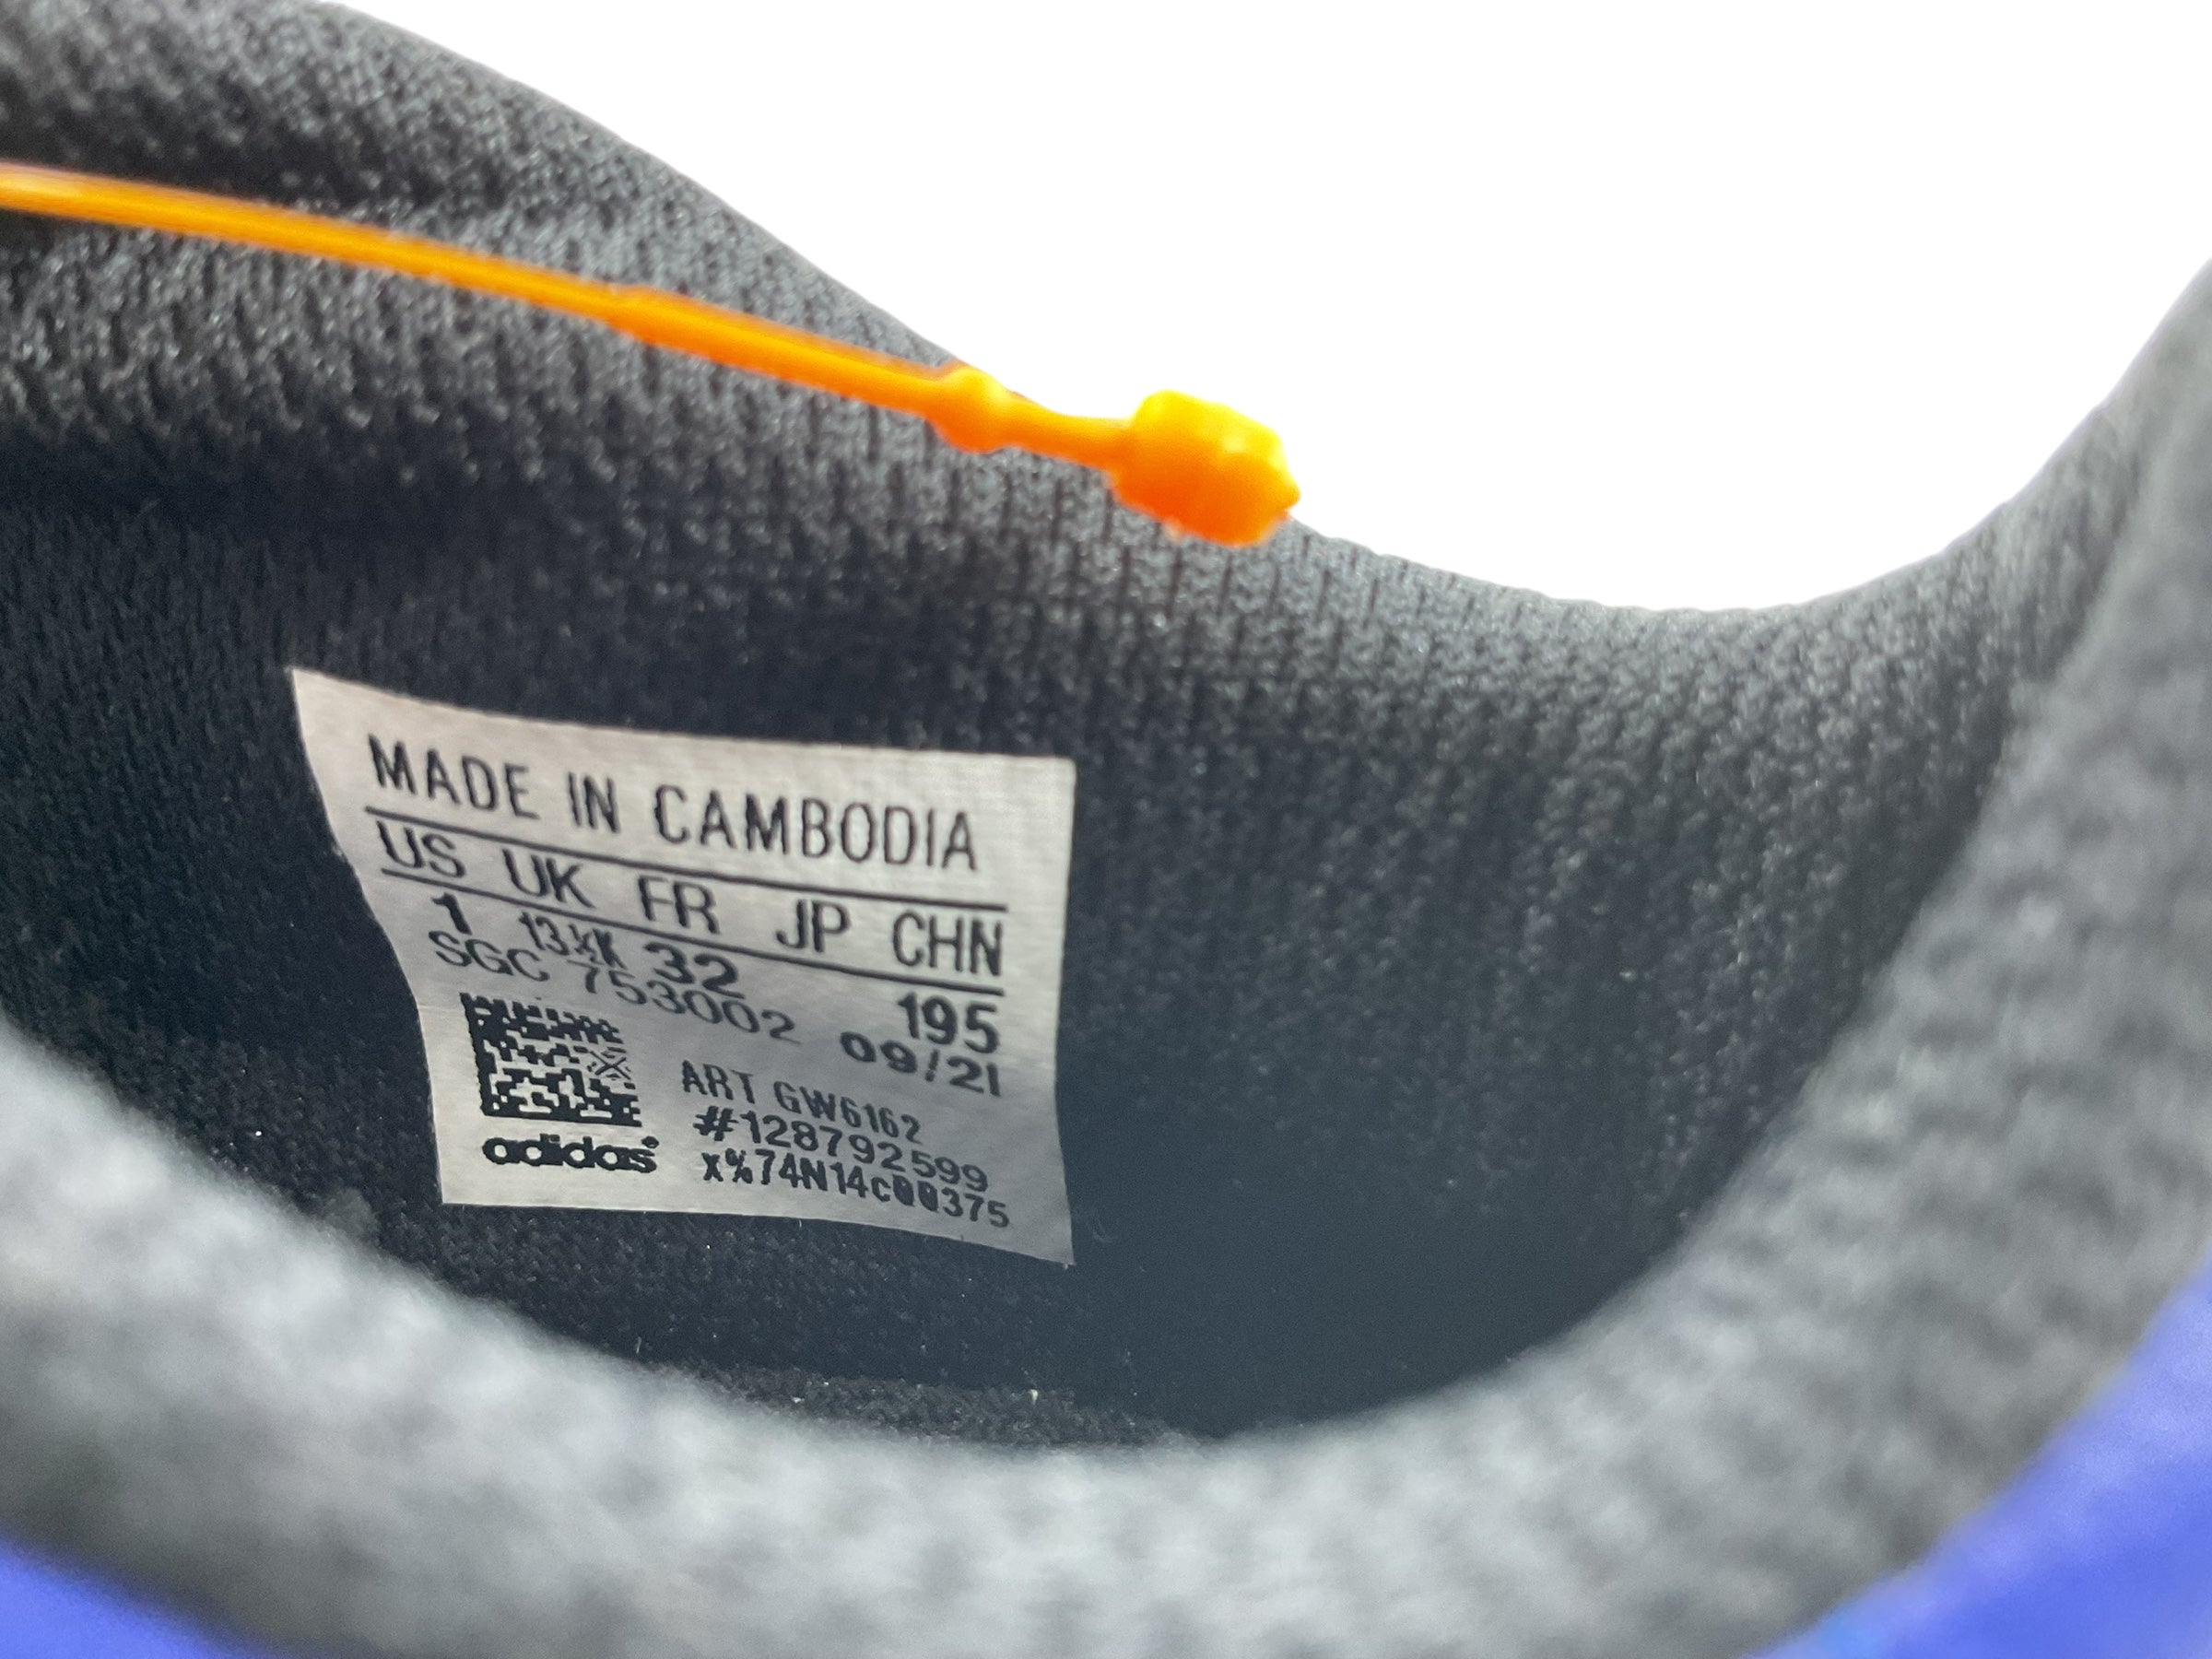 MADE IN CAMBODIA
US UK FR JP CHN
1 13½K 32 195
SGC 753002 09/21
ART GW6162
#128792599
x%74N14c00375
adidas